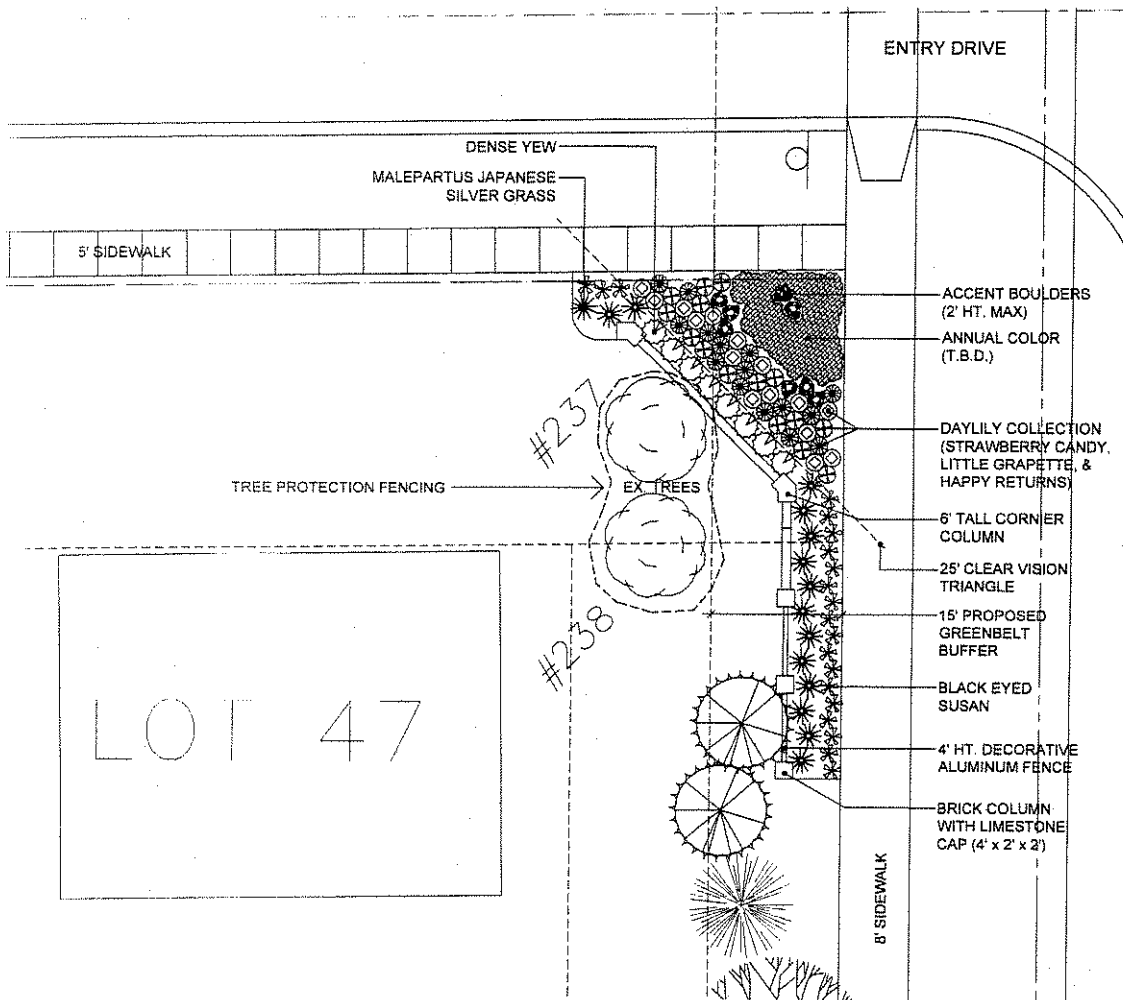 ENTRY DRIVE
DENSE YEW
MALEPARTUS JAPANESE
SILVER GRASS
5' SIDEWALK
ACCENT BOULDERS
(2' HT. MAX)
ANNUAL COLOR
(T.B.D.)
#237
DAYLILY COLLECTION
(STRAWBERRY CANDY,
LITTLE GRAPETTE, &
HAPPY RETURNS)
TREE PROTECTION FENCING
EX. TREES
6' TALL CORNER
COLUMN
25' CLEAR VISION
TRIANGLE
15' PROPOSED
GREENBELT
BUFFER
#238
LOT 47
BLACK EYED
SUSAN
4' HT. DECORATIVE
ALUMINUM FENCE
BRICK COLUMN
WITH LIMESTONE
CAP (4' x 2' x 2')
8' SIDEWALK